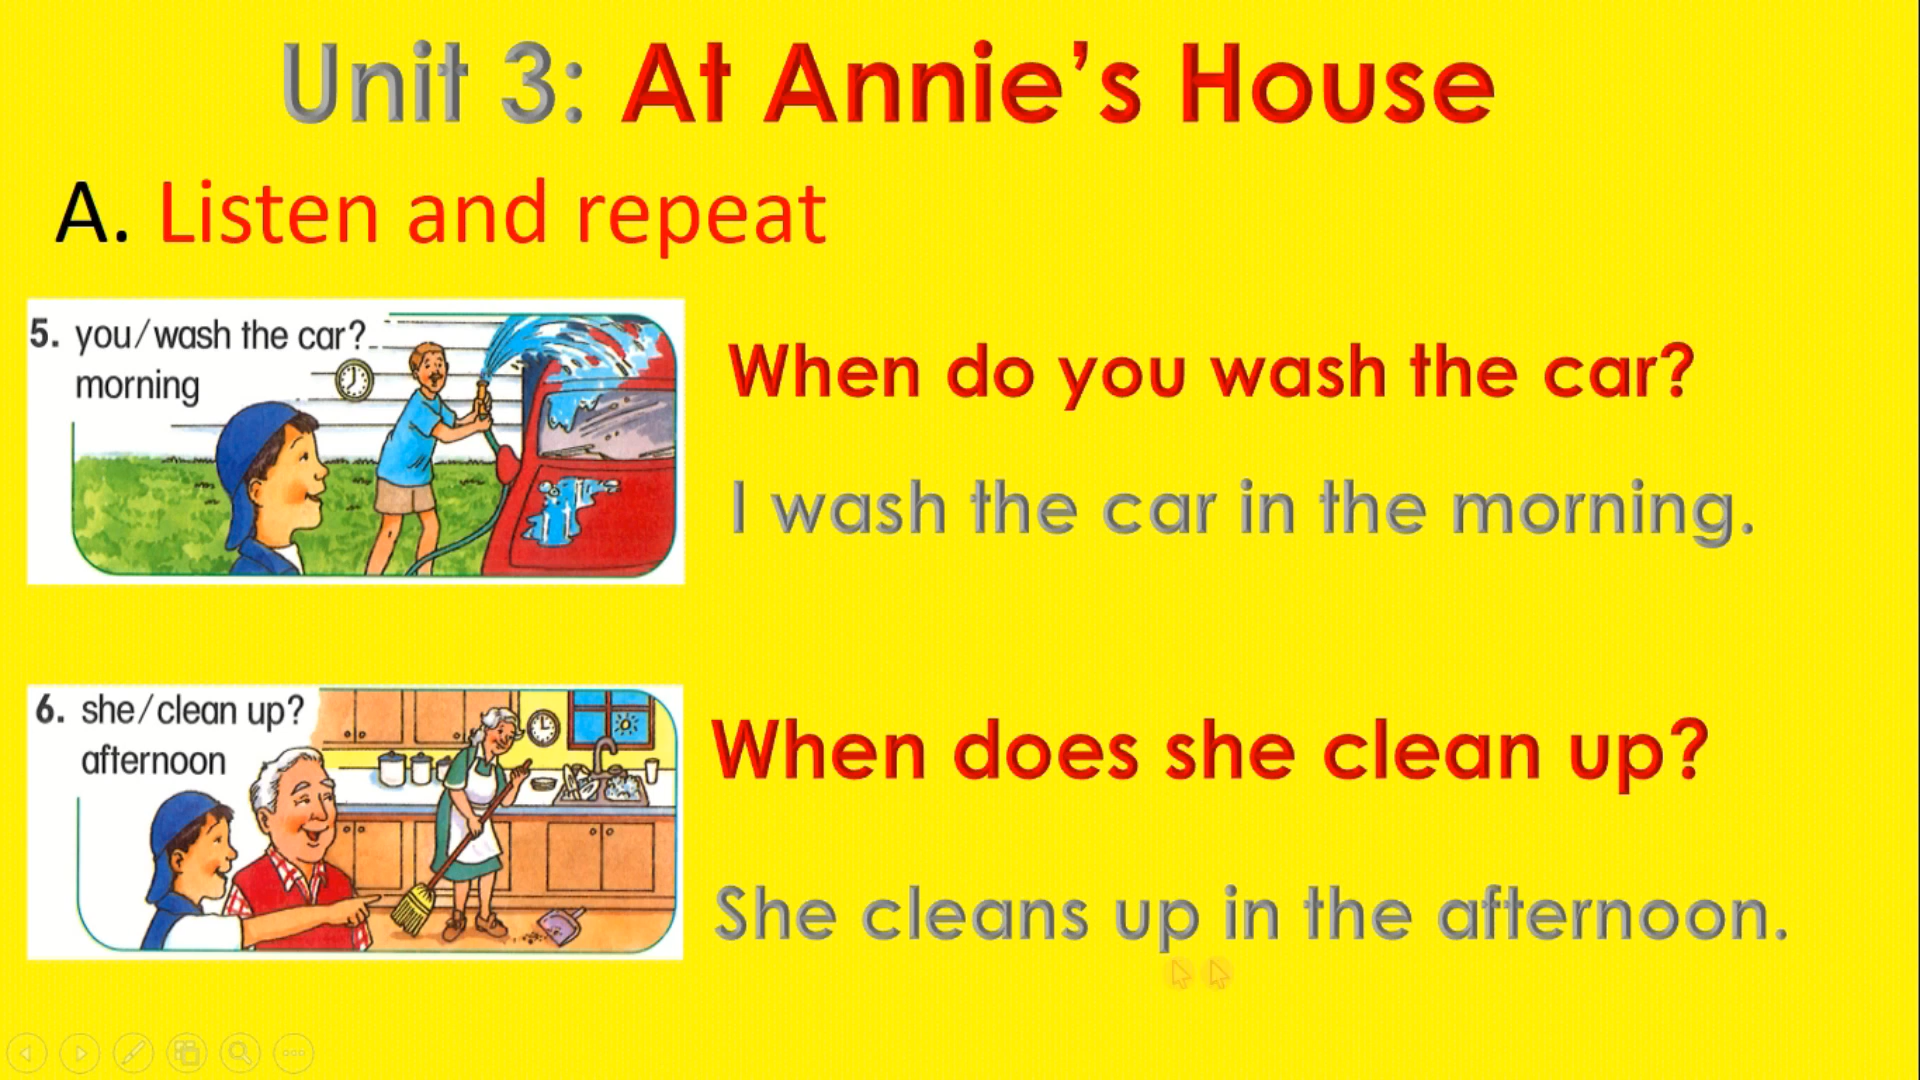 Unit 3: At Annie's House
A. Listen and repeat
5. you/wash the car?
morning
When do you wash the car?
I wash the car in the morning.
6. she/clean up?
afternoon
When does she clean up?
She cleans up in the afternoon.